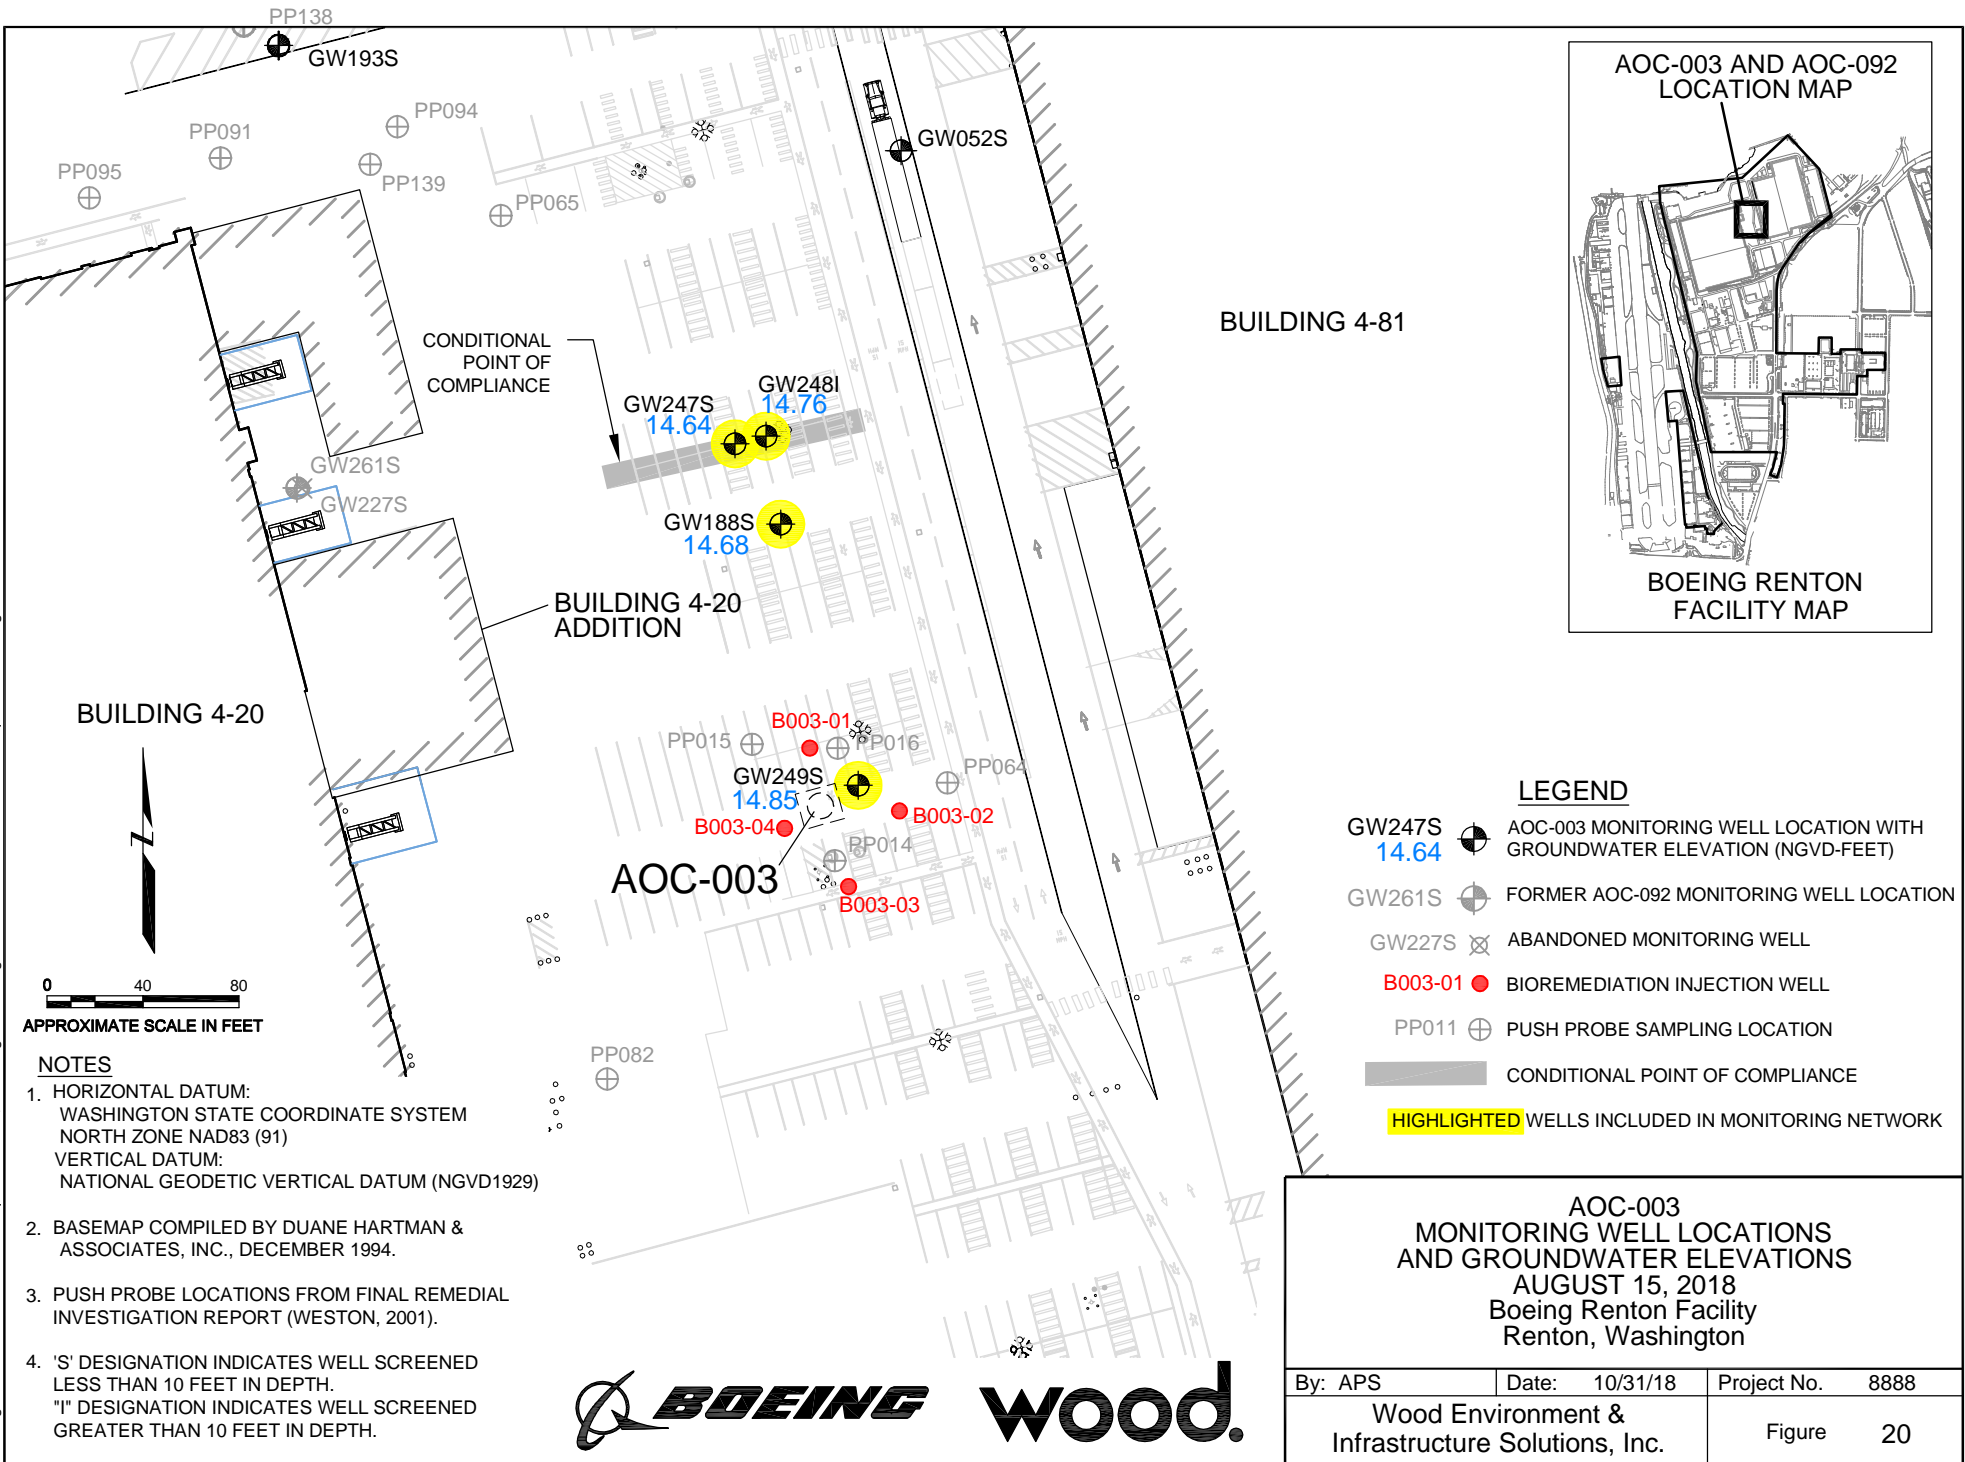 PP138
GW193S
PP094
PP091
PP139
PP095
PP065
GW052S
AOC-003 AND AOC-092
LOCATION MAP
BOEING RENTON
FACILITY MAP
BUILDING 4-81
CONDITIONAL
POINT OF
COMPLIANCE
GW248I
14.76
GW247S
14.64
GW261S
GW227S
GW188S
14.68
BUILDING 4-20
ADDITION
BUILDING 4-20
B003-01
PP015
PP016
GW249S
14.85
PP064
B003-02
B003-04
PP014
AOC-003
B003-03
PP082
N
0 40 80
APPROXIMATE SCALE IN FEET
NOTES
1. HORIZONTAL DATUM:
WASHINGTON STATE COORDINATE SYSTEM
NORTH ZONE NAD83 (91)
VERTICAL DATUM:
NATIONAL GEODETIC VERTICAL DATUM (NGVD1929)
2. BASEMAP COMPILED BY DUANE HARTMAN &
ASSOCIATES, INC., DECEMBER 1994.
3. PUSH PROBE LOCATIONS FROM FINAL REMEDIAL
INVESTIGATION REPORT (WESTON, 2001).
4. 'S' DESIGNATION INDICATES WELL SCREENED
LESS THAN 10 FEET IN DEPTH.
"I" DESIGNATION INDICATES WELL SCREENED
GREATER THAN 10 FEET IN DEPTH.
BOEING
wood.
LEGEND
GW247S
14.64
AOC-003 MONITORING WELL LOCATION WITH
GROUNDWATER ELEVATION (NGVD-FEET)
GW261S FORMER AOC-092 MONITORING WELL LOCATION
GW227S ABANDONED MONITORING WELL
B003-01 BIOREMEDIATION INJECTION WELL
PP011 PUSH PROBE SAMPLING LOCATION
CONDITIONAL POINT OF COMPLIANCE
HIGHLIGHTED WELLS INCLUDED IN MONITORING NETWORK
AOC-003
MONITORING WELL LOCATIONS
AND GROUNDWATER ELEVATIONS
AUGUST 15, 2018
Boeing Renton Facility
Renton, Washington
By: APS Date: 10/31/18 Project No. 8888
Wood Environment &
Infrastructure Solutions, Inc.
Figure 20